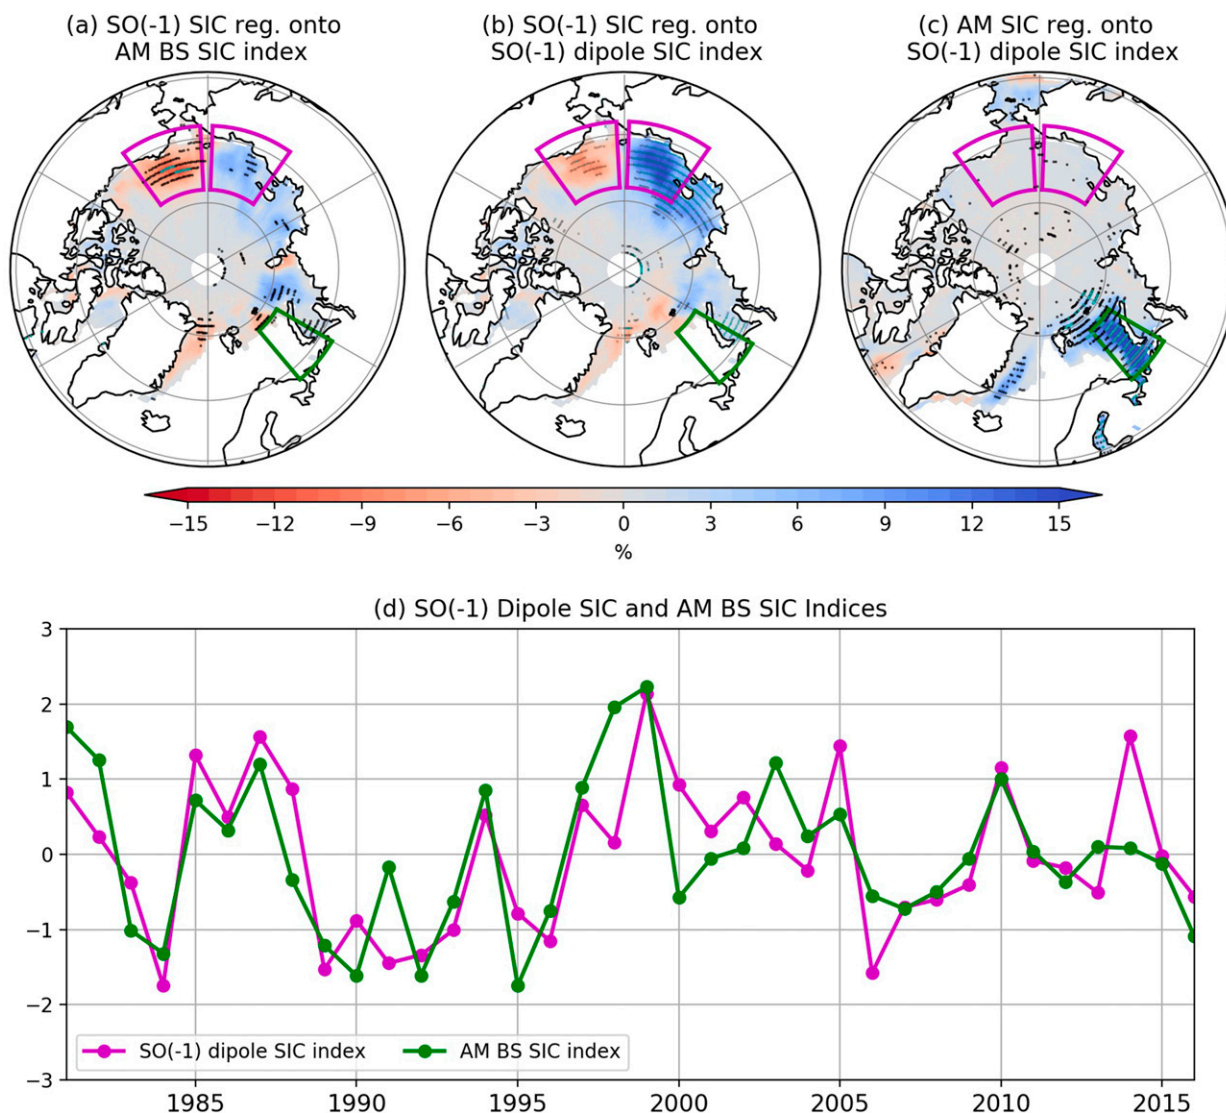 (a) SO(-1) SIC reg. onto
AM BS SIC index
(b) SO(-1) SIC reg. onto
SO(-1) dipole SIC index
(c) AM SIC reg. onto
SO(-1) dipole SIC index
−15 −12 −9 −6 −3 0 3 6 9 12 15
%
(d) SO(-1) Dipole SIC and AM BS SIC Indices
3
2
1
0
−1
−2
−3
SO(-1) dipole SIC index AM BS SIC index
1985 1990 1995 2000 2005 2010 2015